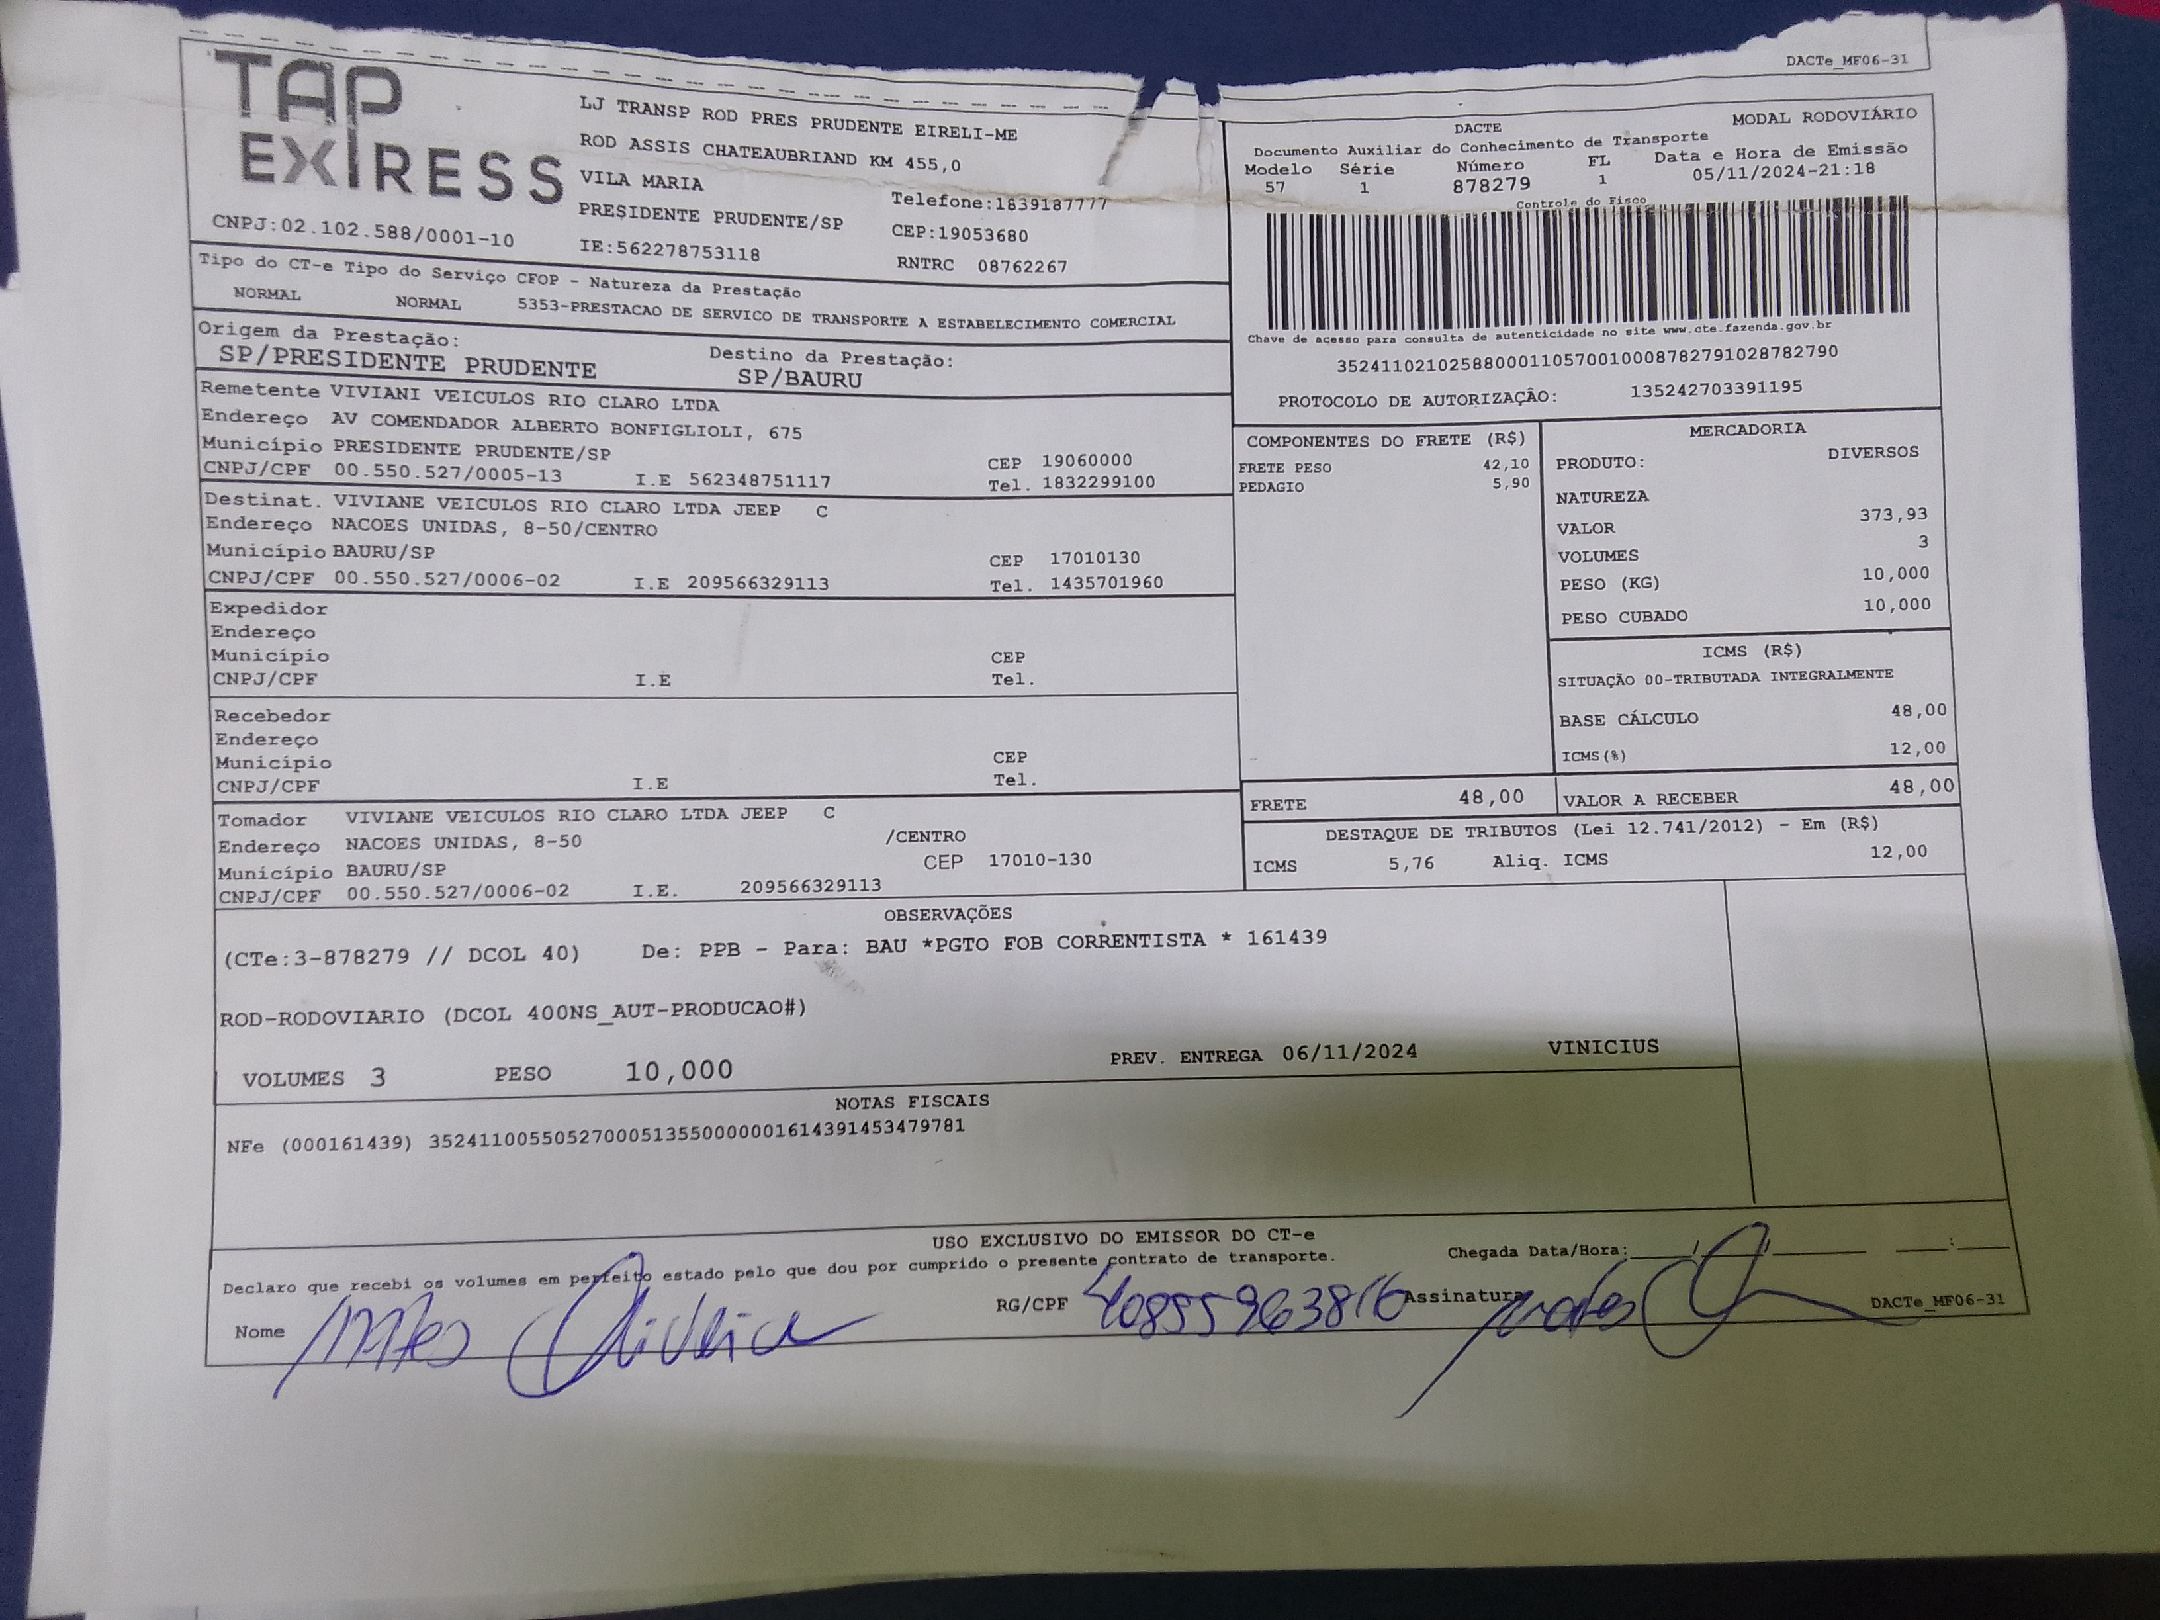 DACTe_MF06-31
TAP
EXPRESS
CNPJ:02.102.588/0001-10
LJ TRANSP ROD PRES PRUDENTE EIRELI-ME
ROD ASSIS CHATEAUBRIAND KM 455,0
VILA MARIA
Telefone:1839187777
PRESIDENTE PRUDENTE/SP
CEP:19053680
IE:562278753118
RNTRC 08762267
DACTE
MODAL RODOVIÁRIO
Documento Auxiliar do Conhecimento de Transporte
Modelo Série Número FL Data e Hora de Emissão
57 1 878279 1 05/11/2024-21:18
Controle do Fisco
Chave de acesso para consulta de autenticidade no site www.cte.fazenda.gov.br
35241102102588000110570010008782791028782790
PROTOCOLO DE AUTORIZAÇÃO: 135242703391195
Tipo do CT-e Tipo do Serviço CFOP - Natureza da Prestação
NORMAL NORMAL 5353-PRESTACAO DE SERVICO DE TRANSPORTE A ESTABELECIMENTO COMERCIAL
Origem da Prestação: Destino da Prestação:
SP/PRESIDENTE PRUDENTE SP/BAURU
Remetente VIVIANI VEICULOS RIO CLARO LTDA
Endereço AV COMENDADOR ALBERTO BONFIGLIOLI, 675
Município PRESIDENTE PRUDENTE/SP CEP 19060000
CNPJ/CPF 00.550.527/0005-13 I.E 562348751117 Tel. 1832299100
Destinat. VIVIANE VEICULOS RIO CLARO LTDA JEEP C
Endereço NACOES UNIDAS, 8-50/CENTRO
Município BAURU/SP CEP 17010130
CNPJ/CPF 00.550.527/0006-02 I.E 209566329113 Tel. 1435701960
Expedidor
Endereço
Município CEP
CNPJ/CPF I.E Tel.
Recebedor
Endereço
Município CEP
CNPJ/CPF I.E Tel.
Tomador VIVIANE VEICULOS RIO CLARO LTDA JEEP C
Endereço NACOES UNIDAS, 8-50 /CENTRO
Município BAURU/SP CEP 17010-130
CNPJ/CPF 00.550.527/0006-02 I.E. 209566329113
COMPONENTES DO FRETE (R$)
FRETE PESO 42,10
PEDAGIO 5,90
MERCADORIA
PRODUTO: DIVERSOS
NATUREZA
VALOR 373,93
VOLUMES 3
PESO (KG) 10,000
PESO CUBADO 10,000
ICMS (R$)
SITUAÇÃO 00-TRIBUTADA INTEGRALMENTE
BASE CÁLCULO 48,00
ICMS(%) 12,00
FRETE 48,00 VALOR A RECEBER 48,00
DESTAQUE DE TRIBUTOS (Lei 12.741/2012) - Em (R$)
ICMS 5,76 Aliq. ICMS 12,00
OBSERVAÇÕES
(CTe:3-878279 // DCOL 40) De: PPB - Para: BAU *PGTO FOB CORRENTISTA * 161439
ROD-RODOVIARIO (DCOL 400NS_AUT-PRODUCAO#)
VOLUMES 3 PESO 10,000 PREV. ENTREGA 06/11/2024 VINICIUS
NOTAS FISCAIS
NFe (000161439) 35241100550527000513550000001614391453479781
USO EXCLUSIVO DO EMISSOR DO CT-e
Declaro que recebi os volumes em perfeito estado pelo que dou por cumprido o presente contrato de transporte.
Chegada Data/Hora:____/____/______ ____:____
Nome Oliveira RG/CPF 40855963816 Assinatura
DACTe_MF06-31